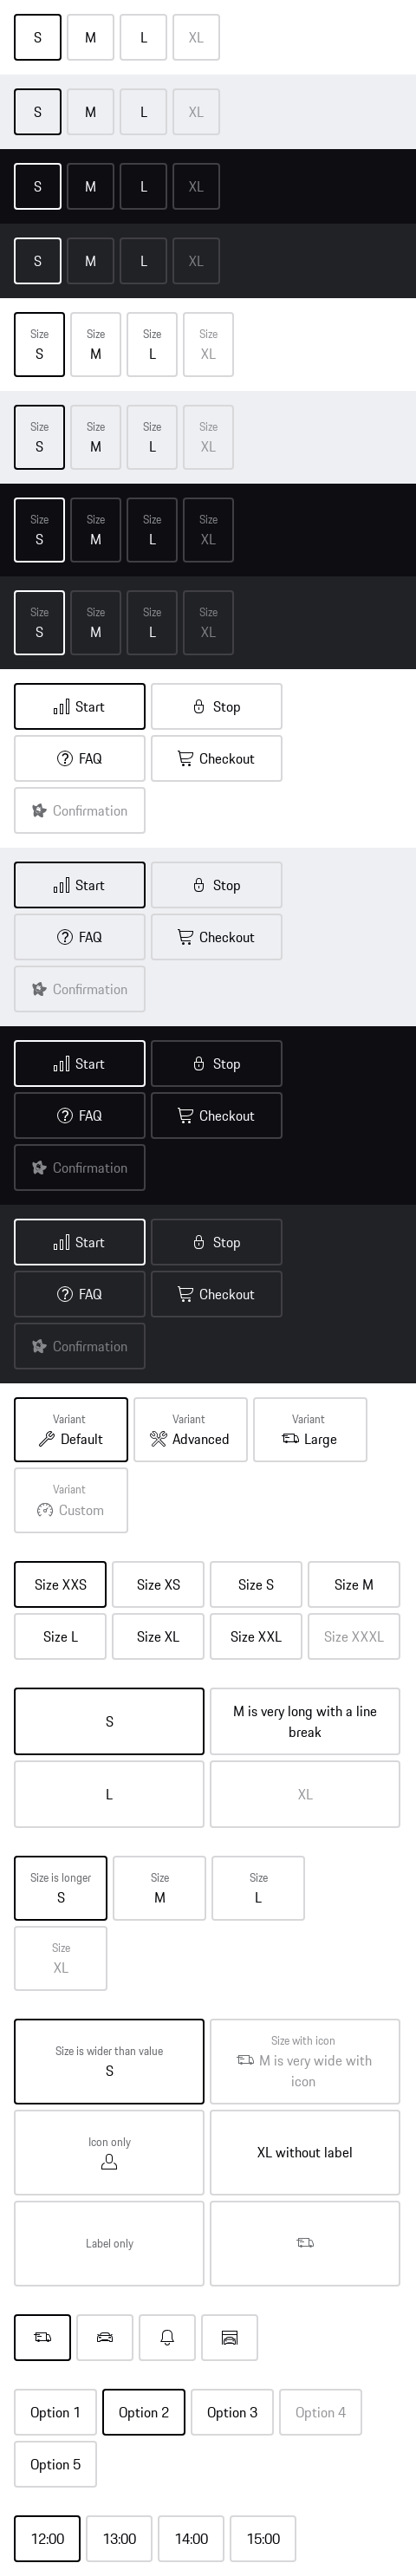 S M L XL
S M L XL
S M L XL
S M L XL
Size Size Size Size
S M L XL
Size Size Size Size
S M L XL
Size Size Size Size
S M L XL
Size Size Size Size
S M L XL
Start Stop
FAQ Checkout
Confirmation
Start Stop
FAQ Checkout
Confirmation
Start Stop
FAQ Checkout
Confirmation
Start Stop
FAQ Checkout
Confirmation
Variant Variant Variant
Default Advanced Large
Variant
Custom
Size XXS Size XS Size S Size M
Size L Size XL Size XXL Size XXXL
S
M is very long with a line
break
L XL
Size is longer Size Size
S M L
Size
XL
Size is wider than value
S
Size with icon
M is very wide with
icon
Icon only
XL without label
Label only
Option 1 Option 2 Option 3 Option 4
Option 5
12:00 13:00 14:00 15:00